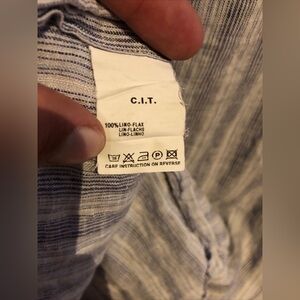 C.I.T.
100%LINO-FLAX
LIN-FLACHS
LINO-LINHO
CARE INSTRUCTION ON REVERSE